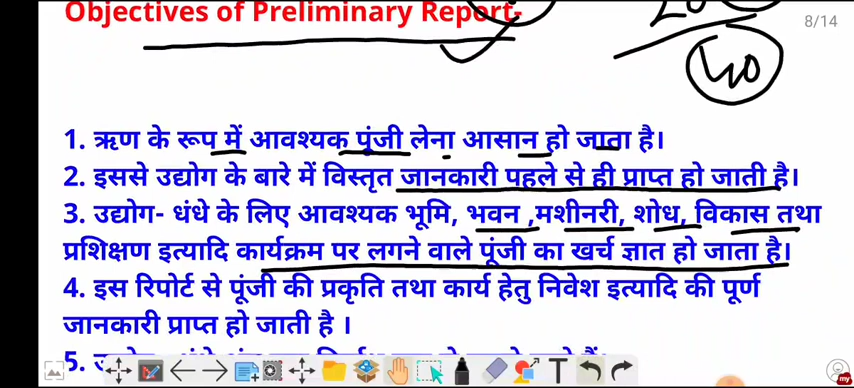 Objectives of Preliminary Report-
8/14
40
1. ऋण के रूप में आवश्यक पूंजी लेना आसान हो जाता है।
2. इससे उद्योग के बारे में विस्तृत जानकारी पहले से ही प्राप्त हो जाती है।
3. उद्योग- धंधे के लिए आवश्यक भूमि, भवन ,मशीनरी, शोध, विकास तथा
प्रशिक्षण इत्यादि कार्यक्रम पर लगने वाले पूंजी का खर्च ज्ञात हो जाता है।
4. इस रिपोर्ट से पूंजी की प्रकृति तथा कार्य हेतु निवेश इत्यादि की पूर्ण
जानकारी प्राप्त हो जाती है ।
5.